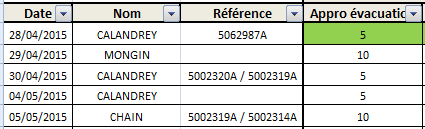 Date Nom Référence Appro évacuatio
28/04/2015 CALANDREY 5062987A 5
29/04/2015 MONGIN 10
30/04/2015 CALANDREY 5002320A / 5002319A 5
04/05/2015 CALANDREY 5
05/05/2015 CHAIN 5002319A / 5002314A 10